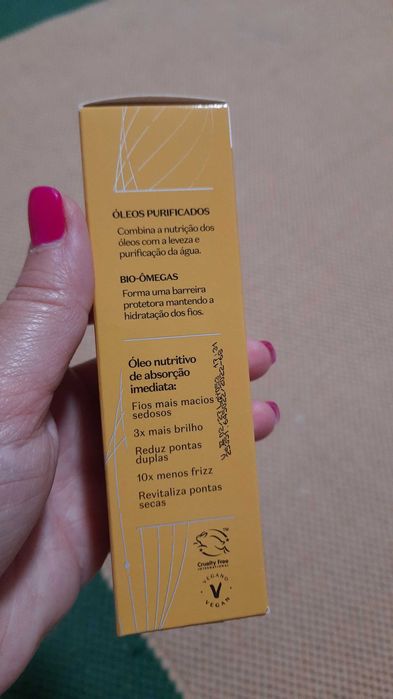 ÓLEOS PURIFICADOS
Combina a nutrição dos
óleos com a leveza e
purificação da água.
BIO-ÔMEGAS
Forma uma barreira
protetora mantendo a
hidratação dos fios.
Óleo nutritivo
de absorção
imediata:
Fios mais macios
sedosos
3x mais brilho
Reduz pontas
duplas
10x menos frizz
Revitaliza pontas
secas
Cruelty Free
INTERNATIONAL
VEGANO
V
VEGAN